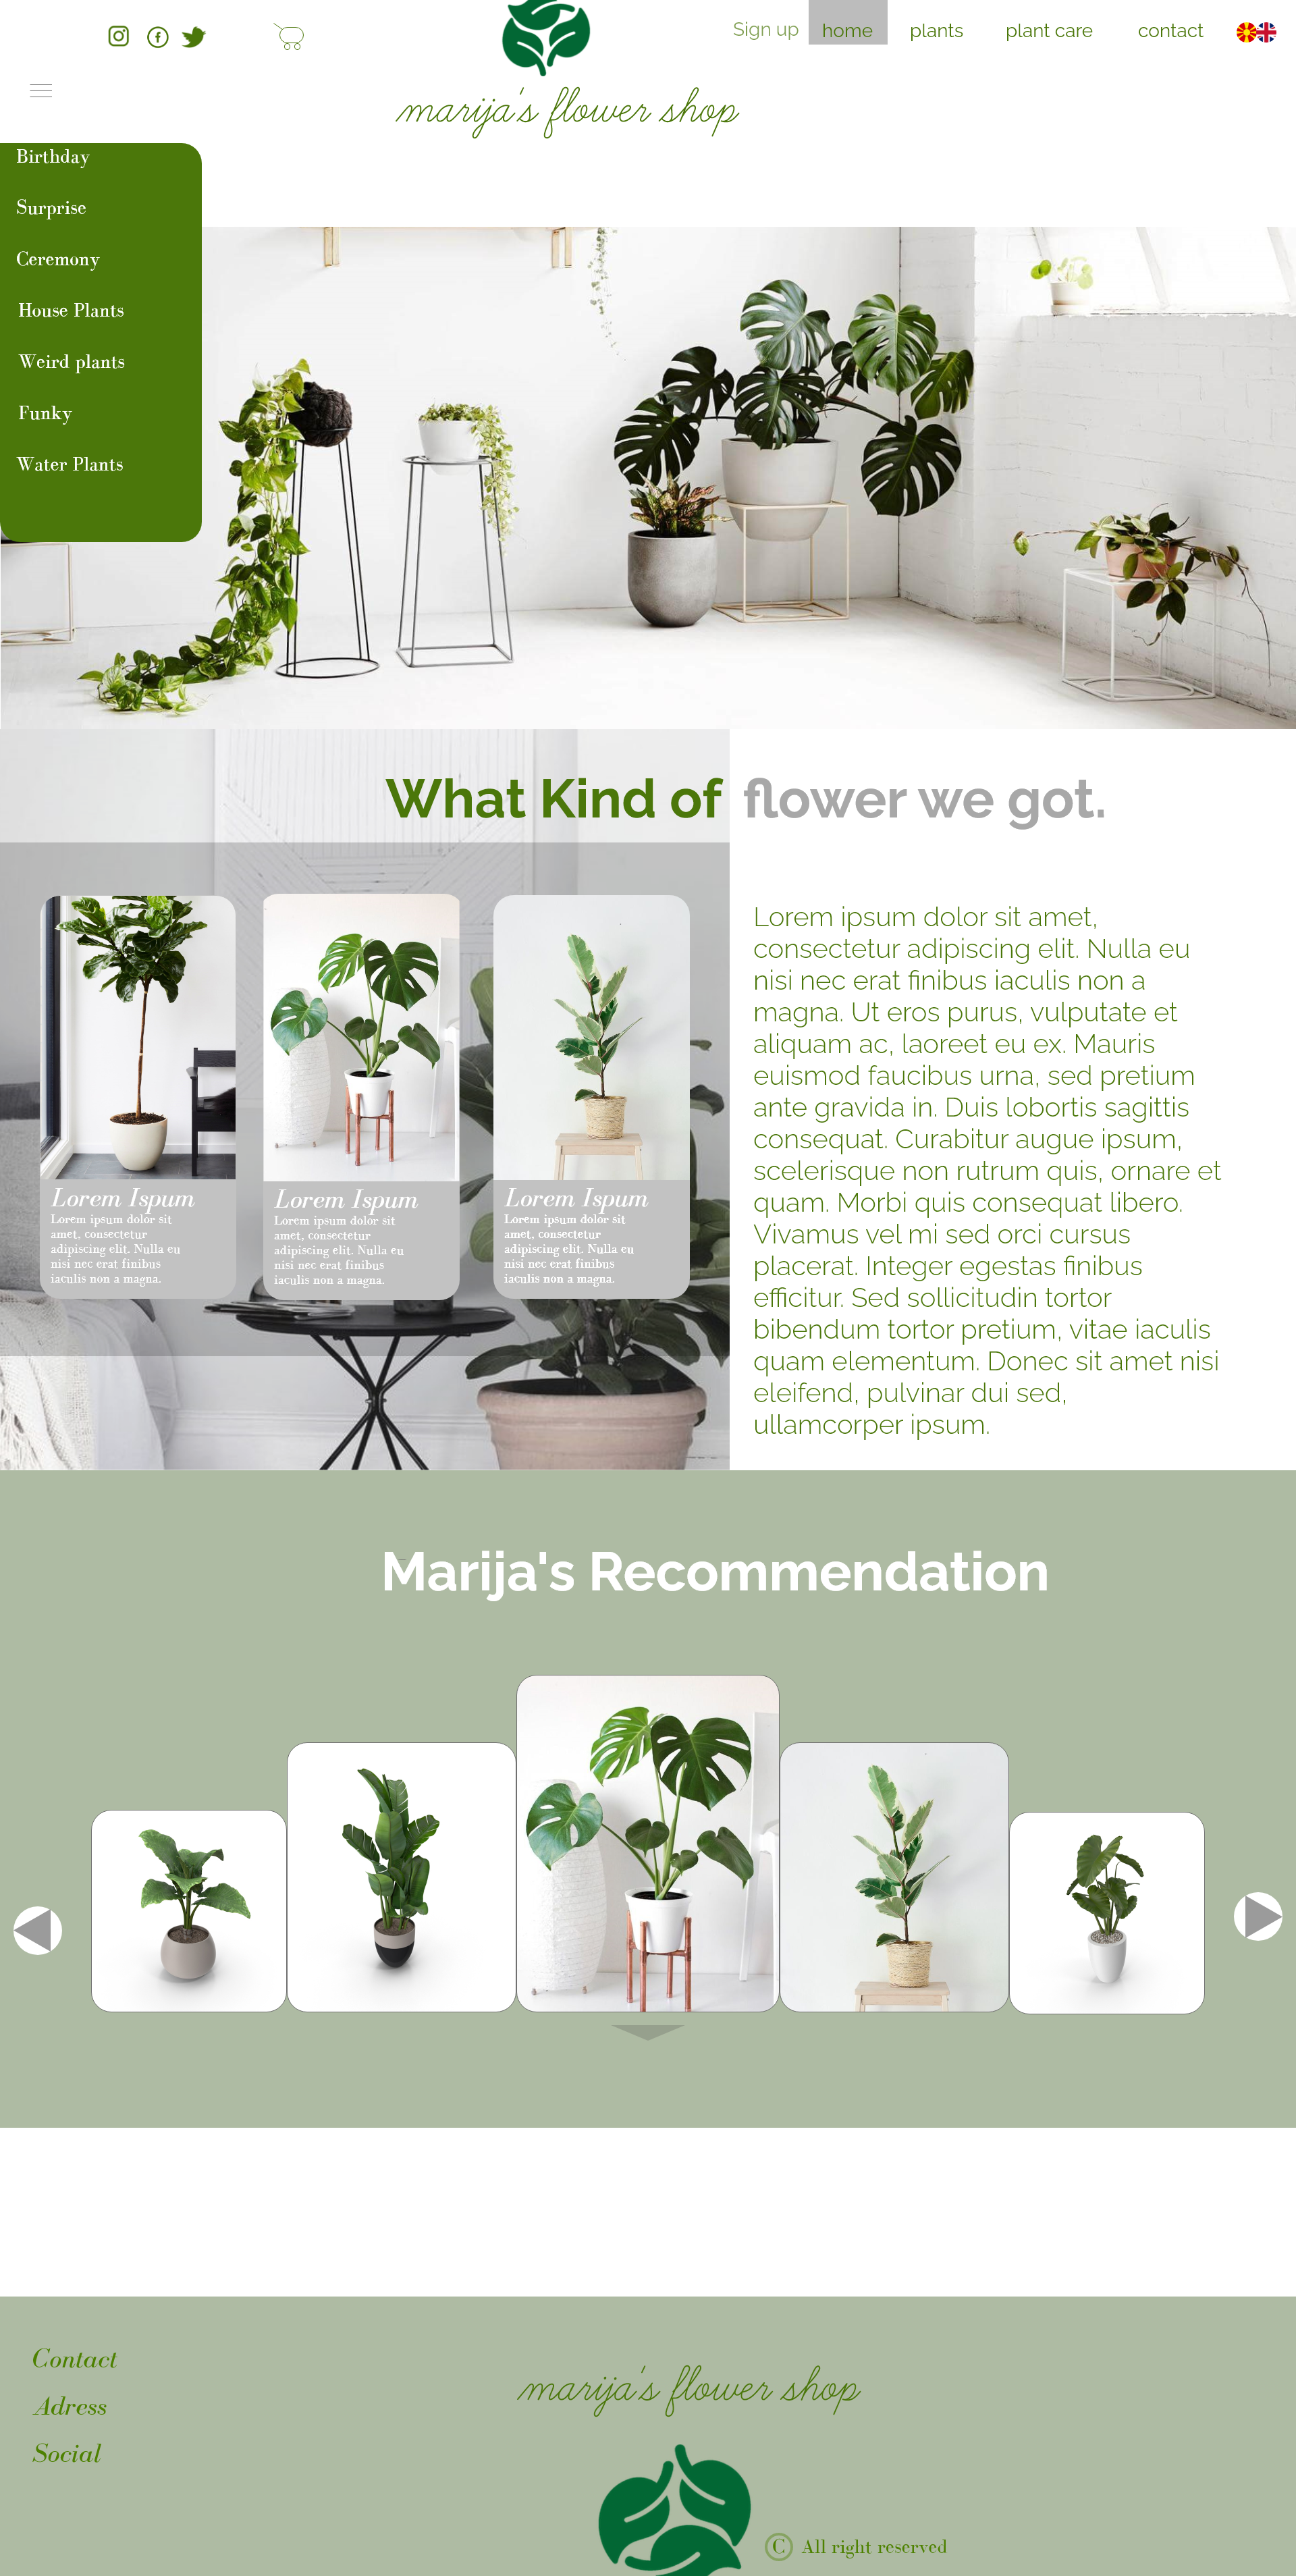 Sign up home plants plant care contact
marija's flower shop
Birthday
Surprise
Ceremony
House Plants
Weird plants
Funky
Water Plants
What Kind of flower we got.
Lorem Ispum
Lorem ipsum dolor sit
amet, consectetur
adipiscing elit. Nulla eu
nisi nec erat finibus
iaculis non a magna.
Lorem Ispum
Lorem ipsum dolor sit
amet, consectetur
adipiscing elit. Nulla eu
nisi nec erat finibus
iaculis non a magna.
Lorem Ispum
Lorem ipsum dolor sit
amet, consectetur
adipiscing elit. Nulla eu
nisi nec erat finibus
iaculis non a magna.
Lorem ipsum dolor sit amet,
consectetur adipiscing elit. Nulla eu
nisi nec erat finibus iaculis non a
magna. Ut eros purus, vulputate et
aliquam ac, laoreet eu ex. Mauris
euismod faucibus urna, sed pretium
ante gravida in. Duis lobortis sagittis
consequat. Curabitur augue ipsum,
scelerisque non rutrum quis, ornare et
quam. Morbi quis consequat libero.
Vivamus vel mi sed orci cursus
placerat. Integer egestas finibus
efficitur. Sed sollicitudin tortor
bibendum tortor pretium, vitae iaculis
quam elementum. Donec sit amet nisi
eleifend, pulvinar dui sed,
ullamcorper ipsum.
Marija's Recommendation
Contact
Adress
Social
marija's flower shop
C All right reserved